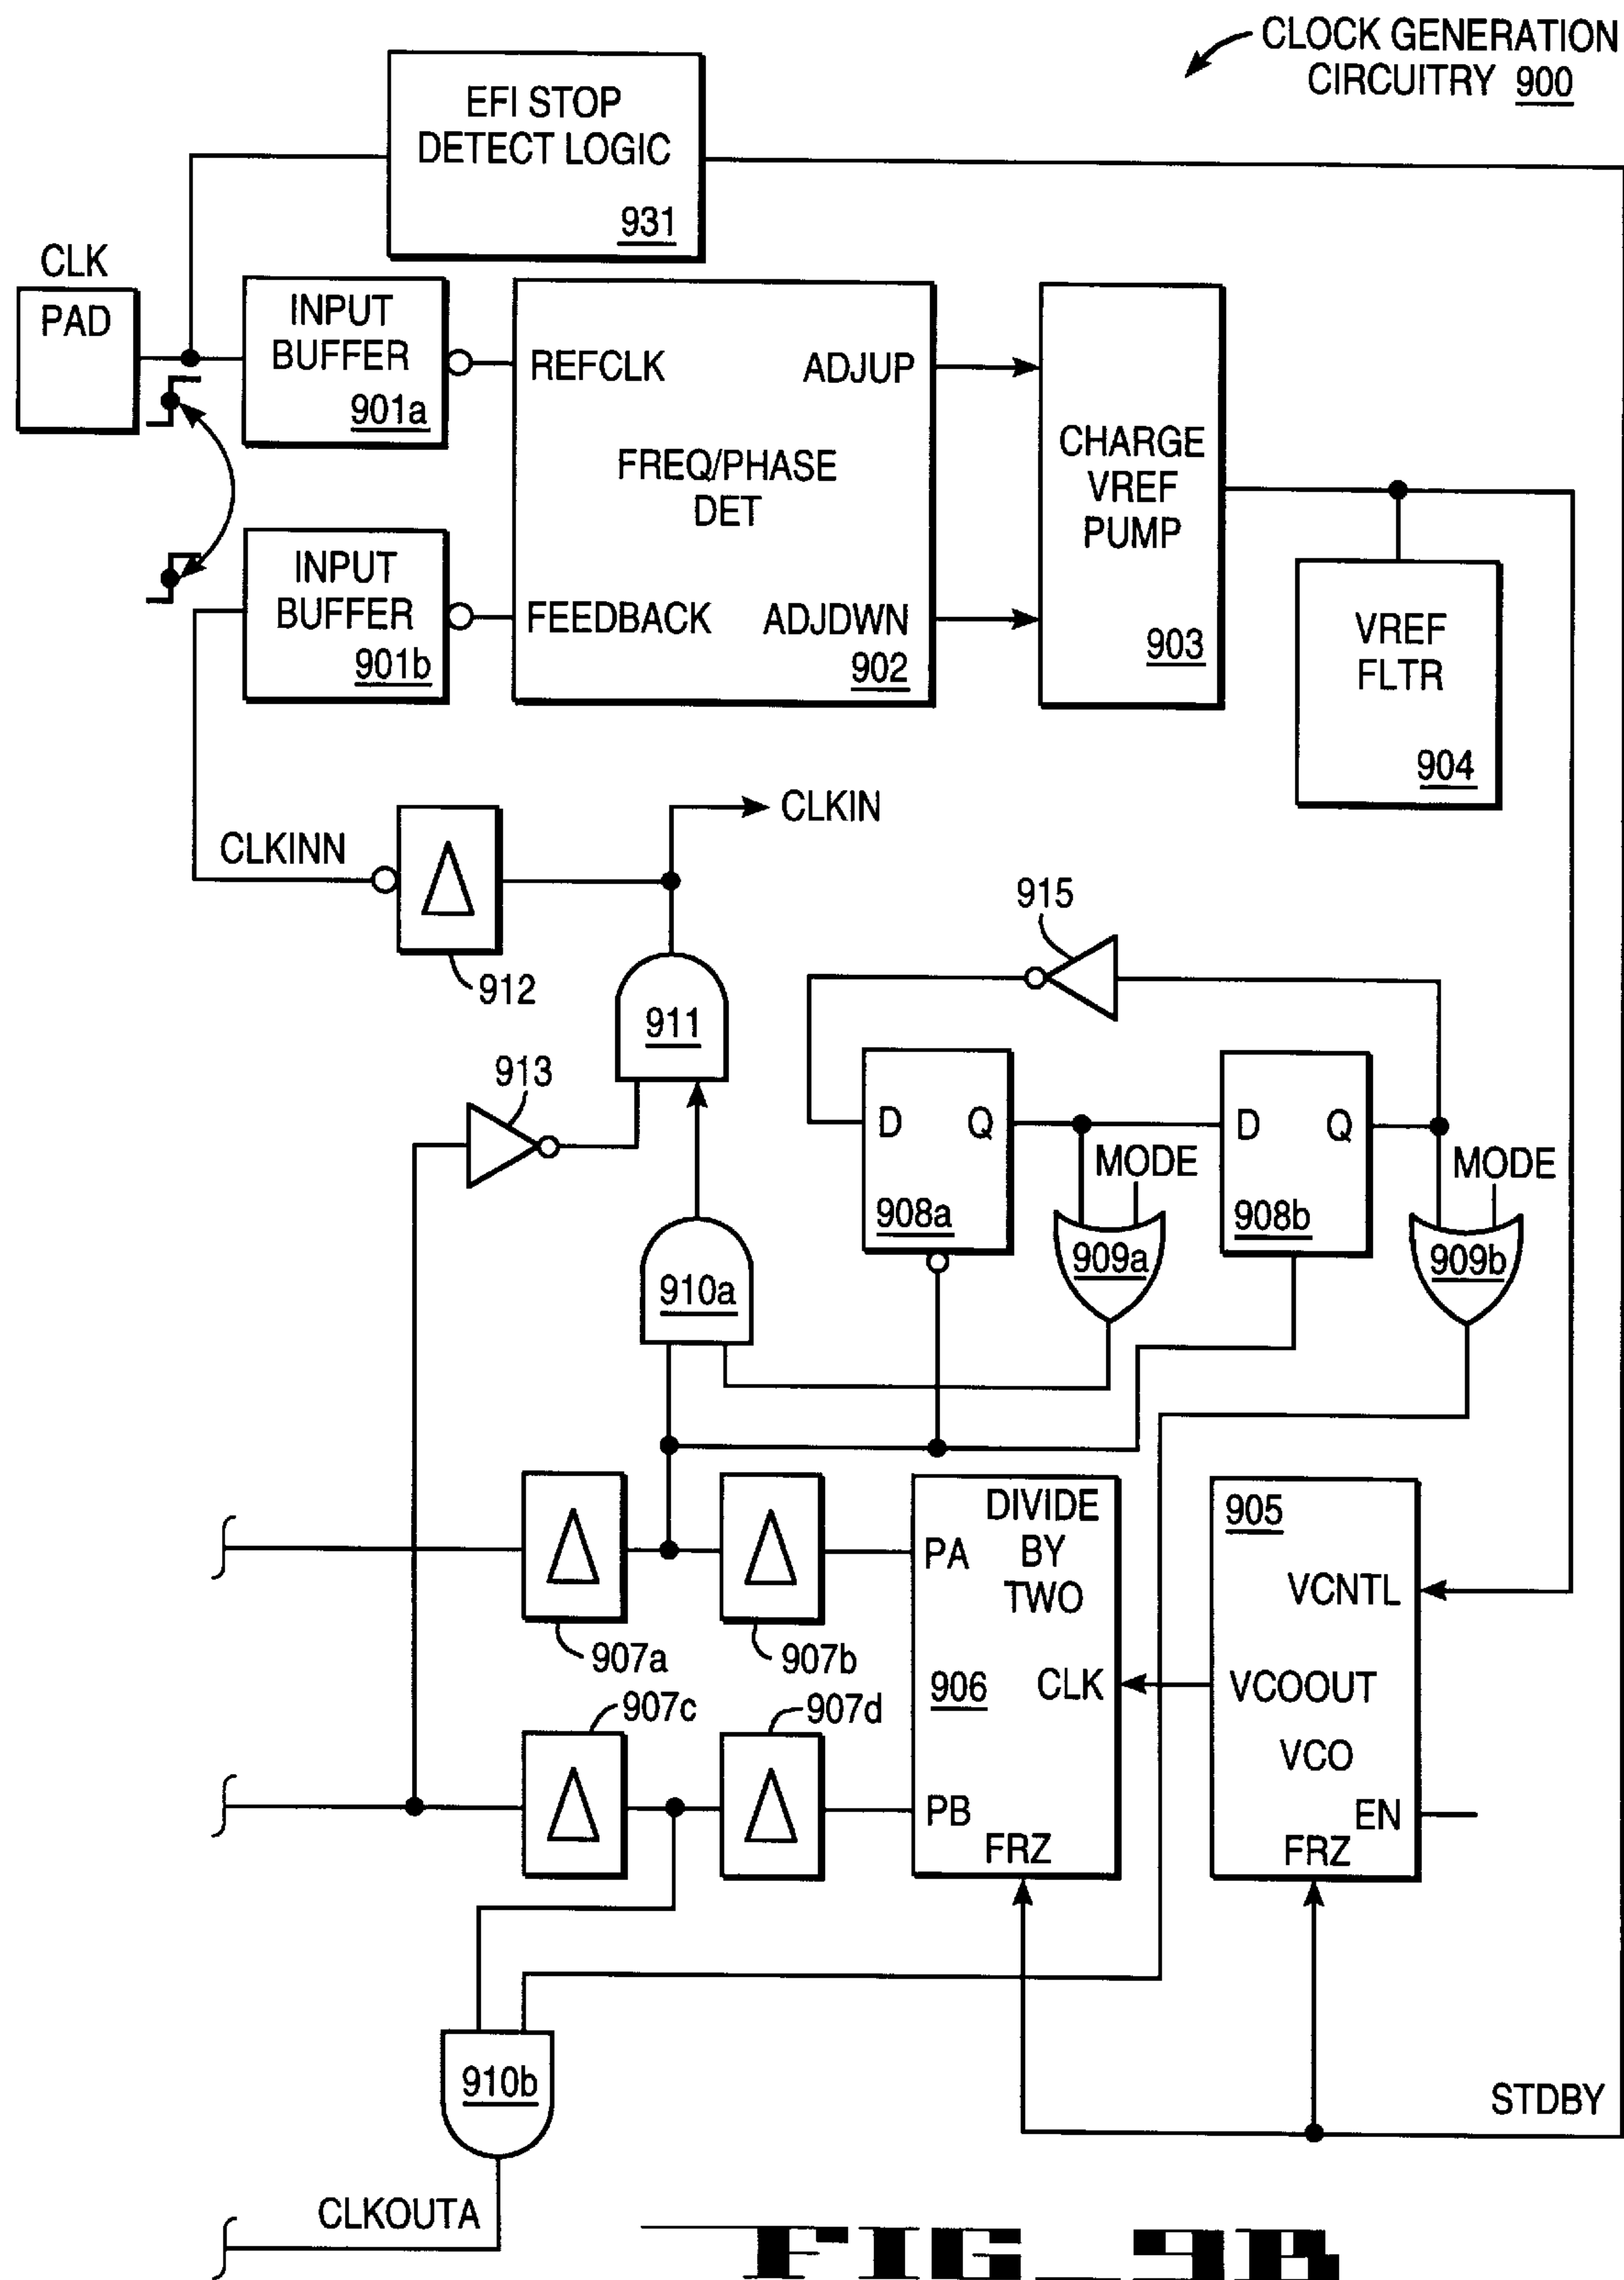 CLOCK GENERATION
CIRCUITRY 900
EFI STOP
DETECT LOGIC
931
CLK
PAD
INPUT
BUFFER
901a
REFCLK
ADJUP
FREQ/PHASE
DET
CHARGE
VREF
PUMP
903
INPUT
BUFFER
901b
FEEDBACK
ADJDWN
902
VREF
FLTR
904
CLKIN
CLKINN
912
915
911
913
D
Q
908a
MODE
909a
D
Q
908b
MODE
909b
910a
PA
DIVIDE
BY
TWO
905
VCNTL
907a
907b
906
CLK
VCOOUT
907c
907d
VCO
PB
EN
FRZ
FRZ
910b
STDBY
CLKOUTA
FIG_9B